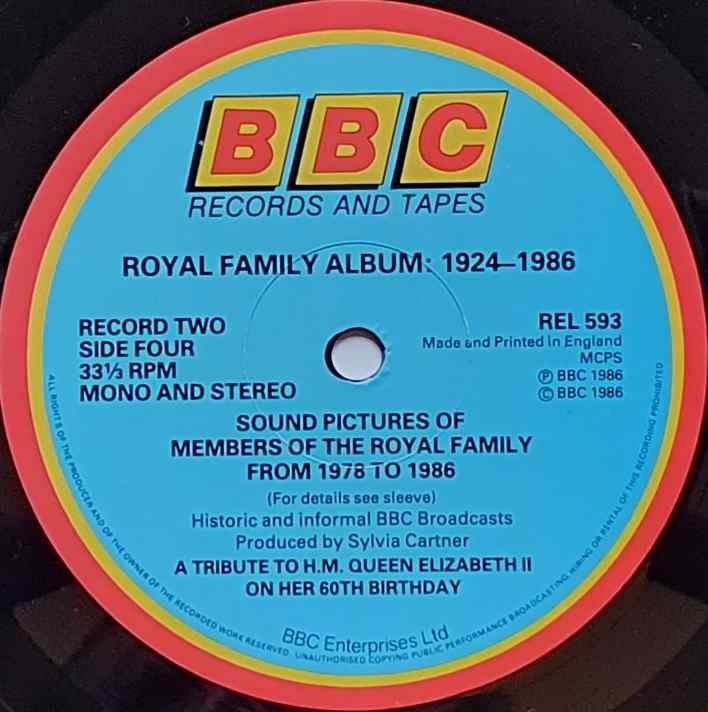 BBC
RECORDS AND TAPES
ROYAL FAMILY ALBUM: 1924–1986
RECORD TWO
SIDE FOUR
33⅓ RPM
MONO AND STEREO
REL 593
Made and Printed in England
MCPS
Ⓟ BBC 1986
© BBC 1986
SOUND PICTURES OF
MEMBERS OF THE ROYAL FAMILY
FROM 1978 TO 1986
(For details see sleeve)
Historic and informal BBC Broadcasts
Produced by Sylvia Cartner
A TRIBUTE TO H.M. QUEEN ELIZABETH II
ON HER 60TH BIRTHDAY
BBC Enterprises Ltd
ALL RIGHTS OF THE PRODUCER AND OF THE OWNER OF THE RECORDED WORK RESERVED. UNAUTHORISED COPYING PUBLIC PERFORMANCE BROADCASTING, HIRING OR RENTAL OF THIS RECORDING PROHIBITED